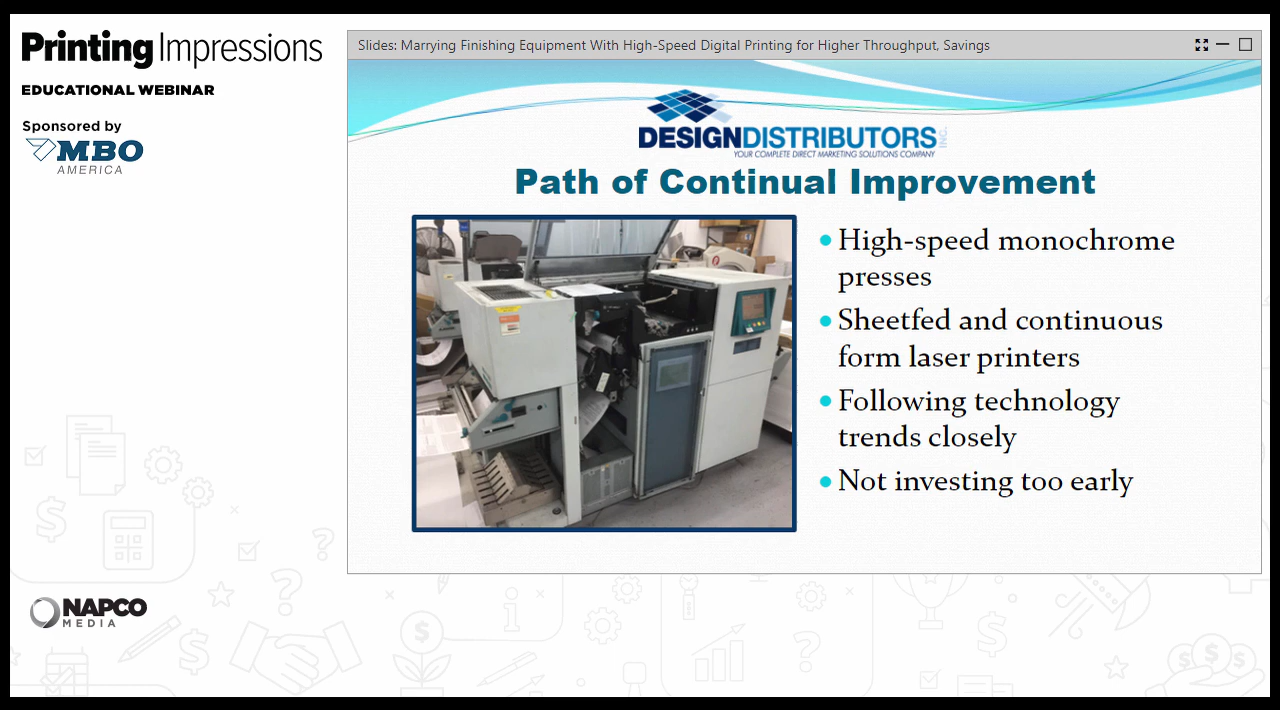 Printing Impressions
EDUCATIONAL WEBINAR
Sponsored by
MBO
AMERICA
Slides: Marrying Finishing Equipment With High-Speed Digital Printing for Higher Throughput, Savings
DESIGNDISTRIBUTORS INC.
YOUR COMPLETE DIRECT MARKETING SOLUTIONS COMPANY
Path of Continual Improvement
• High-speed monochrome
presses
• Sheetfed and continuous
form laser printers
• Following technology
trends closely
• Not investing too early
NAPCO
MEDIA